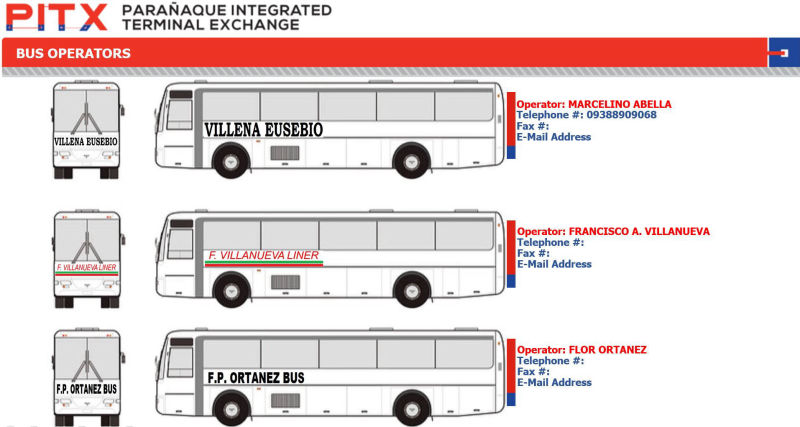 PITX PARAÑAQUE INTEGRATED
TERMINAL EXCHANGE
BUS OPERATORS
VILLENA EUSEBIO
VILLENA EUSEBIO
Operator: MARCELINO ABELLA
Telephone #: 09388909068
Fax #:
E-Mail Address
F. VILLANUEVA LINER
F. VILLANUEVA LINER
Operator: FRANCISCO A. VILLANUEVA
Telephone #:
Fax #:
E-Mail Address
F.P. ORTANEZ BUS
F.P. ORTANEZ BUS
Operator: FLOR ORTANEZ
Telephone #:
Fax #:
E-Mail Address